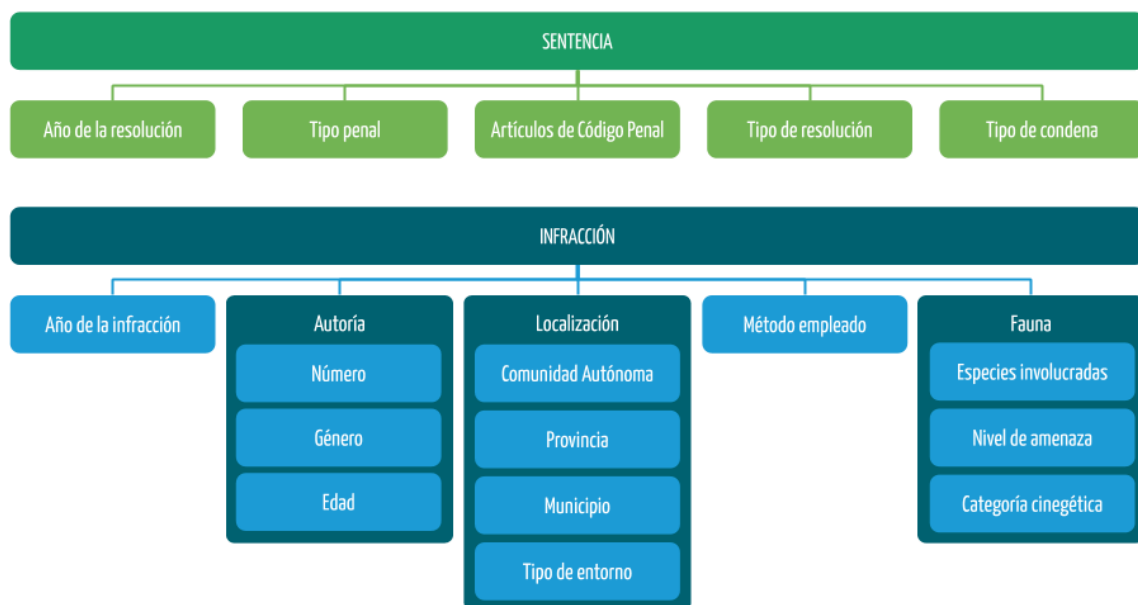 SENTENCIA
Año de la resolución
Tipo penal
Artículos de Código Penal
Tipo de resolución
Tipo de condena
INFRACCIÓN
Año de la infracción
Autoría
Número
Género
Edad
Localización
Comunidad Autónoma
Provincia
Municipio
Tipo de entorno
Método empleado
Fauna
Especies involucradas
Nivel de amenaza
Categoría cinegética